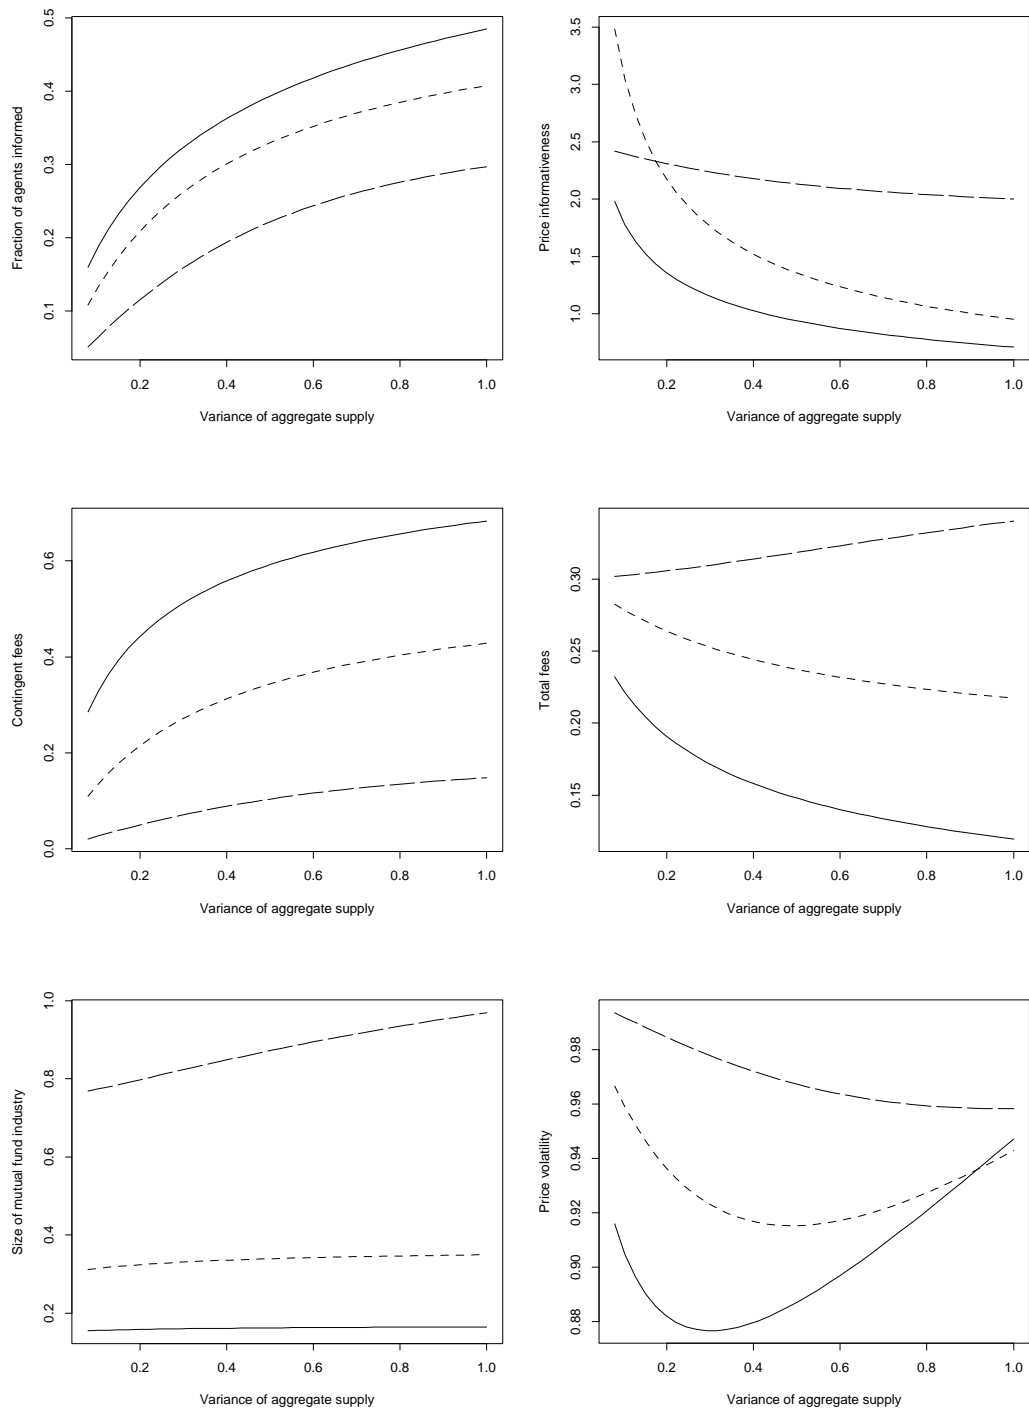 Fraction of agents informed
0.5
0.4
0.3
0.2
0.1
0.2 0.4 0.6 0.8 1.0
Variance of aggregate supply
Price informativeness
3.5
3.0
2.5
2.0
1.5
1.0
0.2 0.4 0.6 0.8 1.0
Variance of aggregate supply
Contingent fees
0.6
0.4
0.2
0.0
0.2 0.4 0.6 0.8 1.0
Variance of aggregate supply
Total fees
0.30
0.25
0.20
0.15
0.2 0.4 0.6 0.8 1.0
Variance of aggregate supply
Size of mutual fund industry
1.0
0.8
0.6
0.4
0.2
0.2 0.4 0.6 0.8 1.0
Variance of aggregate supply
Price volatility
0.98
0.96
0.94
0.92
0.90
0.88
0.2 0.4 0.6 0.8 1.0
Variance of aggregate supply